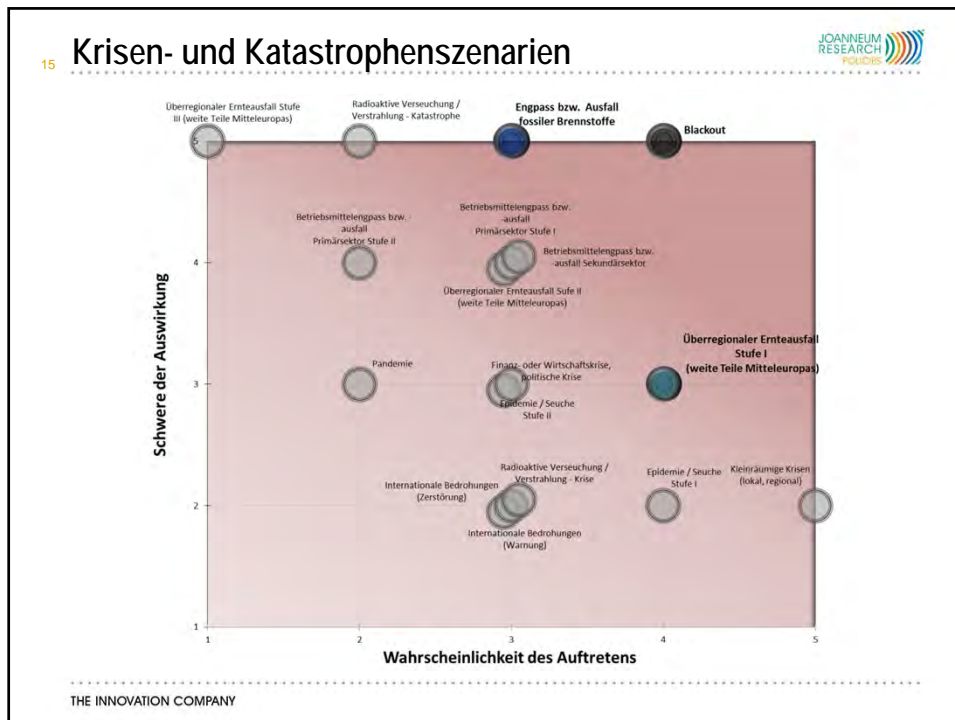 15
Krisen- und Katastrophenszenarien
JOANNEUM
RESEARCH
POLICIES
Überregionaler Ernteausfall Stufe
III (weite Teile Mitteleuropas)
Radioaktive Verseuchung /
Verstrahlung - Katastrophe
Engpass bzw. Ausfall
fossiler Brennstoffe
Blackout
5
Betriebsmittelengpass bzw. -
ausfall
Primärsektor Stufe II
Betriebsmittelengpass bzw.
-ausfall
Primärsektor Stufe I
Betriebsmittelengpass bzw.
-ausfall Sekundärsektor
4
Überregionaler Ernteausfall Sufe II
(weite Teile Mitteleuropas)
Schwere der Auswirkung
Überregionaler Ernteausfall
Stufe I
(weite Teile Mitteleuropas)
Pandemie
Finanz- oder Wirtschaftskrise,
politische Krise
3
Epidemie / Seuche
Stufe II
Radioaktive Verseuchung /
Verstrahlung - Krise
Internationale Bedrohungen
(Zerstörung)
Epidemie / Seuche
Stufe I
Kleinräumige Krisen
(lokal, regional)
2
Internationale Bedrohungen
(Warnung)
1
1 2 3 4 5
Wahrscheinlichkeit des Auftretens
THE INNOVATION COMPANY